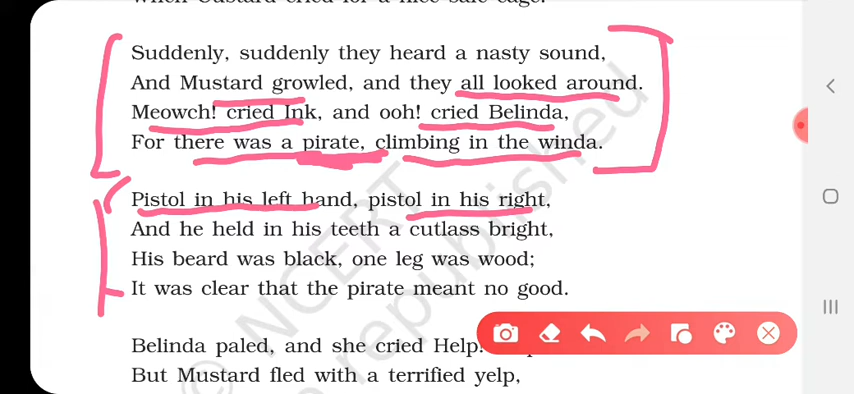 Suddenly, suddenly they heard a nasty sound,
And Mustard growled, and they all looked around.
Meowch! cried Ink, and ooh! cried Belinda,
For there was a pirate, climbing in the winda.
Pistol in his left hand, pistol in his right,
And he held in his teeth a cutlass bright,
His beard was black, one leg was wood;
It was clear that the pirate meant no good.
Belinda paled, and she cried Help!
But Mustard fled with a terrified yelp,
© NCERT
be republished